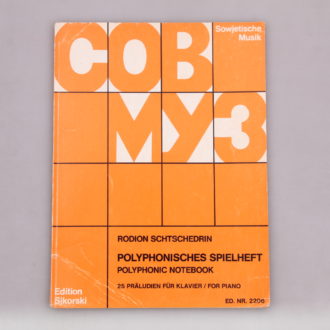 СОВ
Sowjetische
Musik
МУЗ
RODION SCHTSCHEDRIN
POLYPHONISCHES SPIELHEFT
POLYPHONIC NOTEBOOK
25 PRÄLUDIEN FÜR KLAVIER / FOR PIANO
Edition
Sikorski
ED. NR. 2206